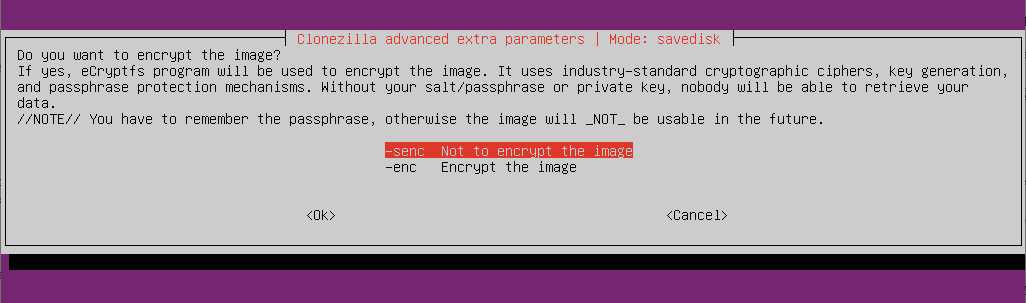 Clonezilla advanced extra parameters | Mode: savedisk
Do you want to encrypt the image?
If yes, eCryptfs program will be used to encrypt the image. It uses industry-standard cryptographic ciphers, key generation,
and passphrase protection mechanisms. Without your salt/passphrase or private key, nobody will be able to retrieve your
data.
//NOTE// You have to remember the passphrase, otherwise the image will _NOT_ be usable in the future.
-senc  Not to encrypt the image
-enc   Encrypt the image
<Ok> <Cancel>